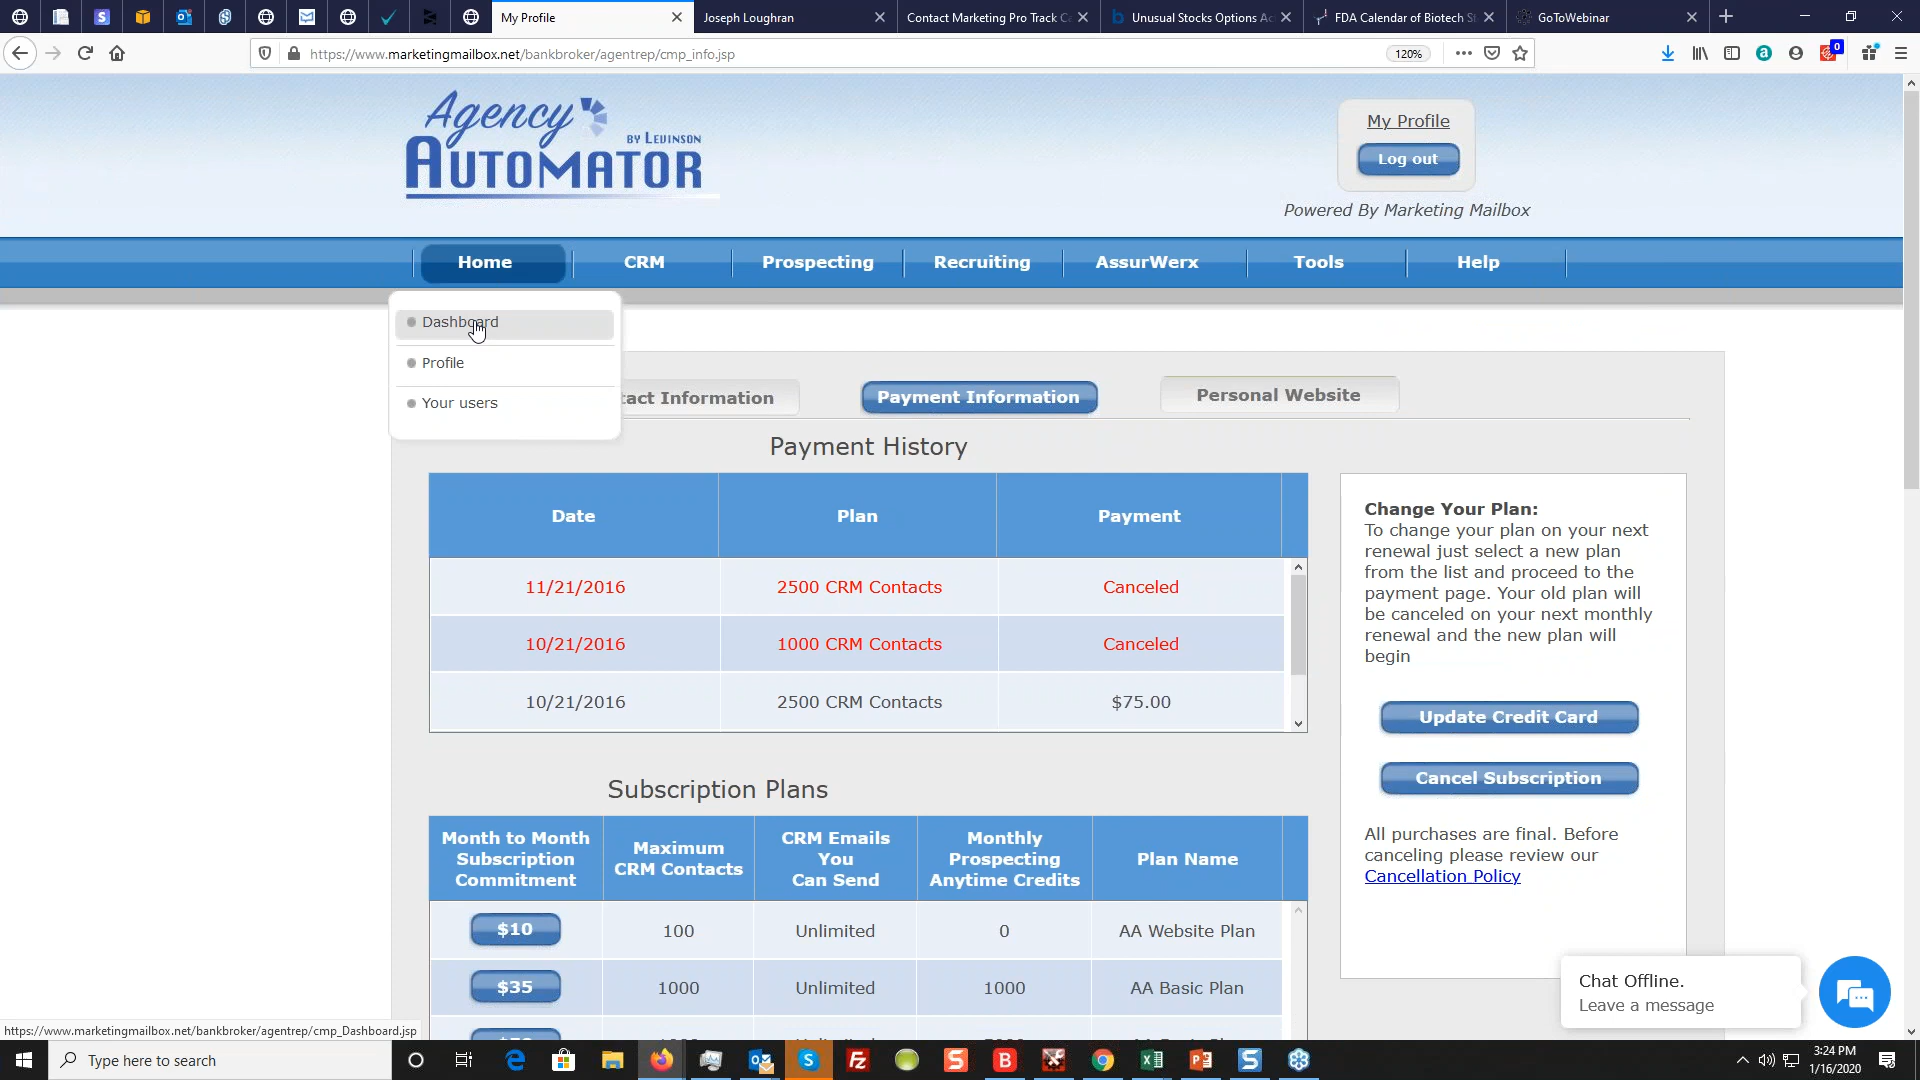 My Profile
Joseph Loughran
Contact Marketing Pro Track C
Unusual Stocks Options Ac
FDA Calendar of Biotech S
GoToWebinar
https://www.marketingmailbox.net/bankbroker/agentrep/cmp_info.jsp
120%
0
Agency
BY LEVINSON
AUTOMATOR
My Profile
Log out
Powered By Marketing Mailbox
Home
CRM
Prospecting
Recruiting
AssurWerx
Tools
Help
Dashboard
Profile
Your users
tact Information
Payment Information
Personal Website
Payment History
Date Plan Payment
11/21/2016 2500 CRM Contacts Canceled
10/21/2016 1000 CRM Contacts Canceled
10/21/2016 2500 CRM Contacts $75.00
Change Your Plan:
To change your plan on your next
renewal just select a new plan
from the list and proceed to the
payment page. Your old plan will
be canceled on your next monthly
renewal and the new plan will
begin
Update Credit Card
Cancel Subscription
All purchases are final. Before
canceling please review our
Cancellation Policy
Subscription Plans
Month to Month
Subscription
Commitment
Maximum
CRM Contacts
CRM Emails
You
Can Send
Monthly
Prospecting
Anytime Credits
Plan Name
$10 100 Unlimited 0 AA Website Plan
$35 1000 Unlimited 1000 AA Basic Plan
Chat Offline.
Leave a message
https://www.marketingmailbox.net/bankbroker/agentrep/cmp_Dashboard.jsp
Type here to search
3:24 PM
1/16/2020